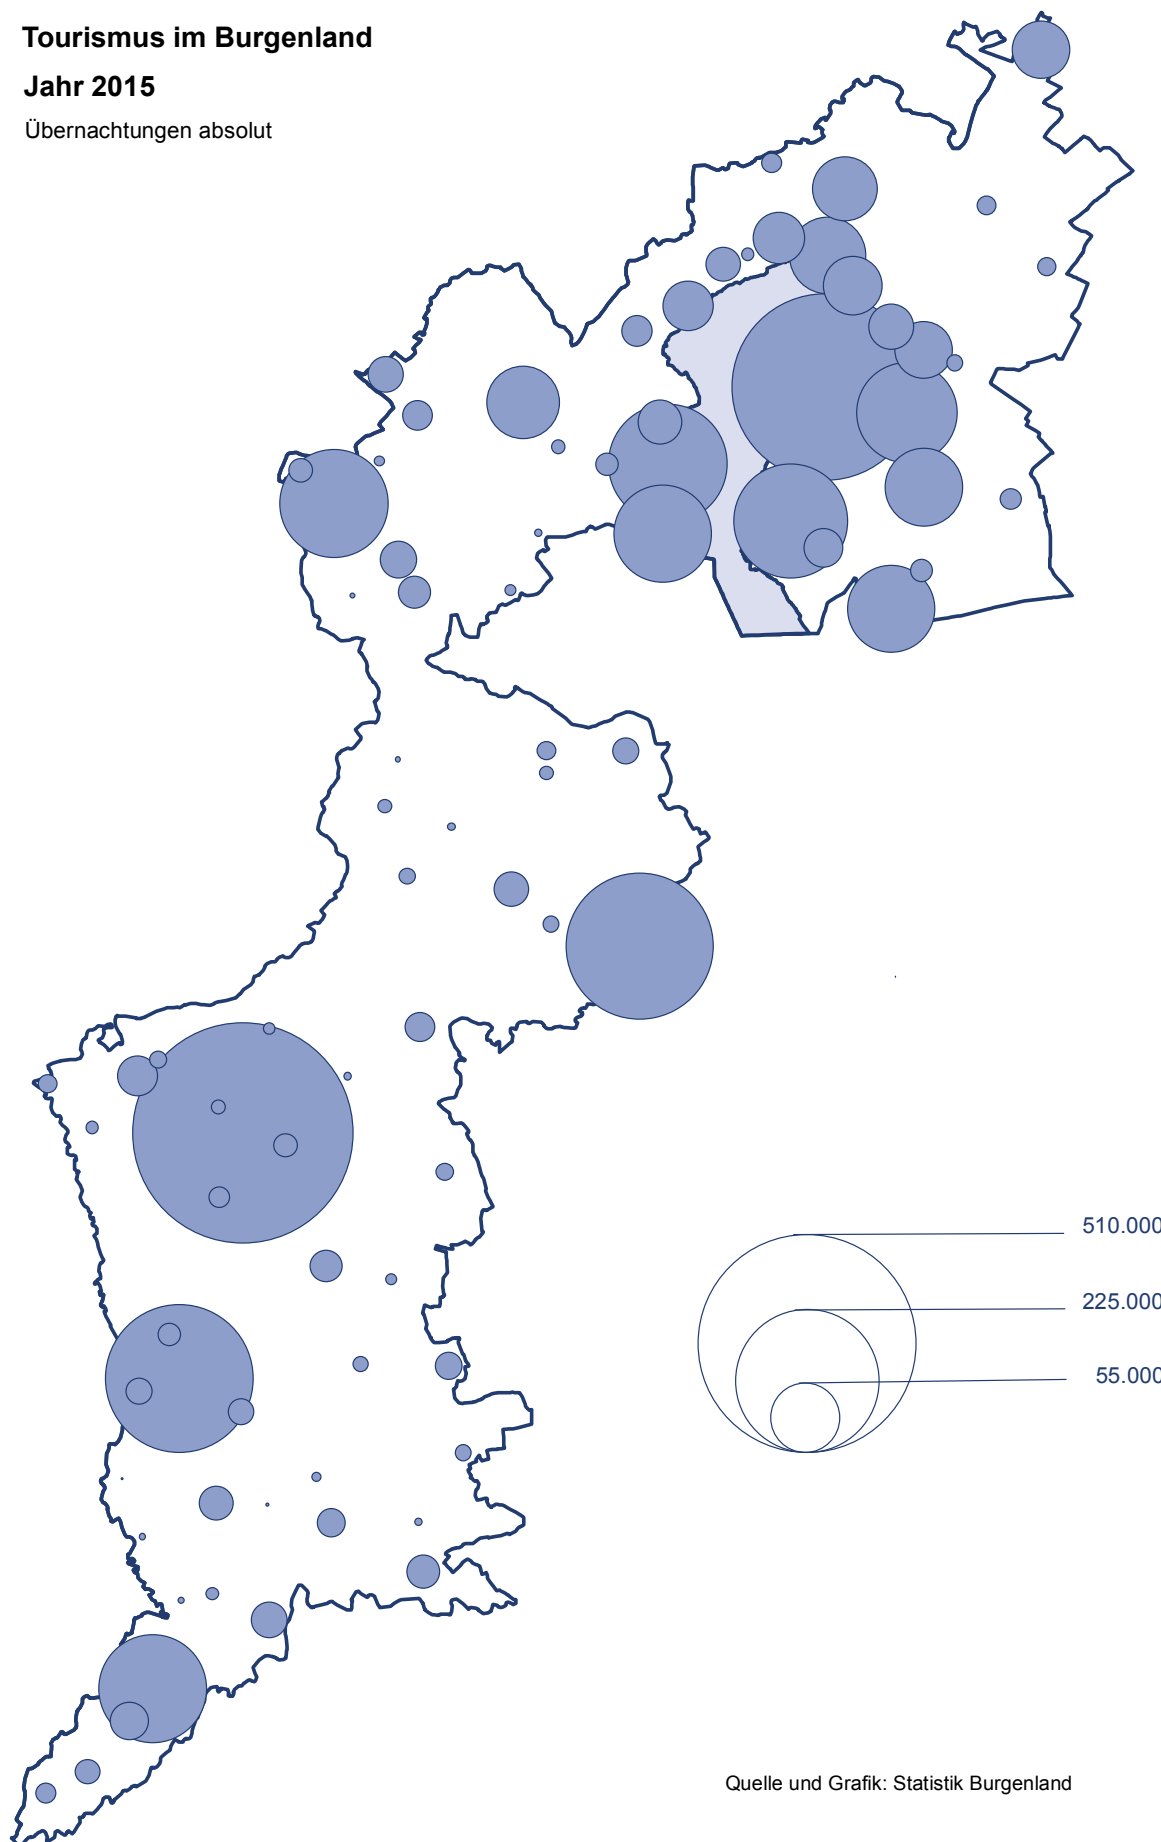 Tourismus im Burgenland
Jahr 2015
Übernachtungen absolut
510.000
225.000
55.000
Quelle und Grafik: Statistik Burgenland